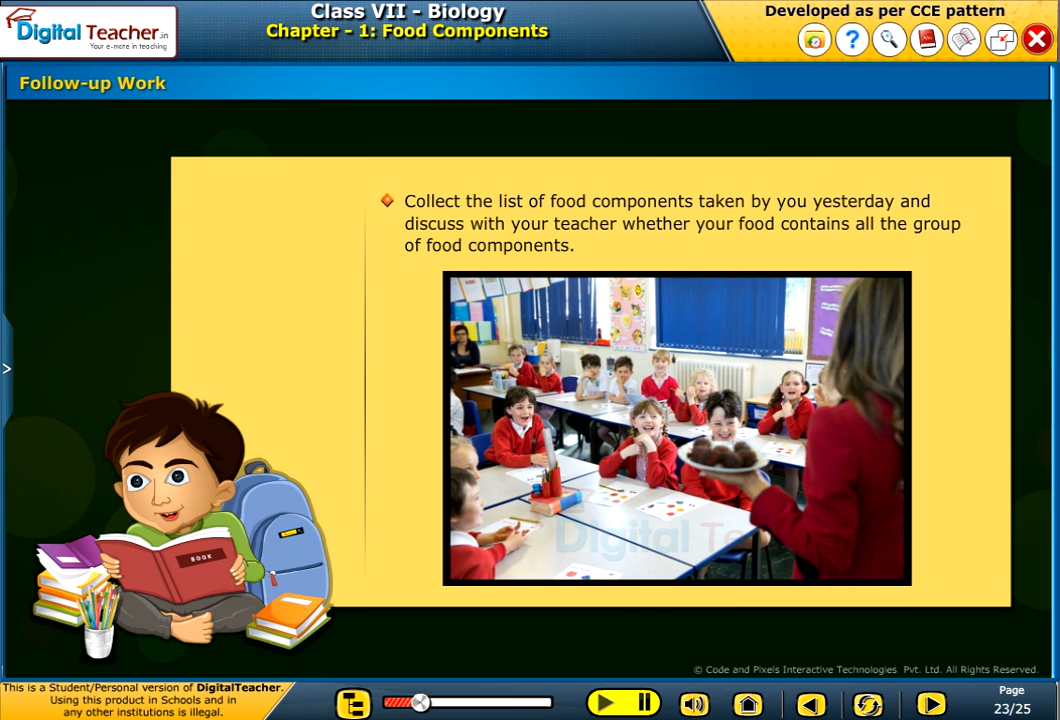 Digital Teacher.in
Your e-mate in teaching
Class VII - Biology
Chapter - 1: Food Components
Developed as per CCE pattern
Follow-up Work
Collect the list of food components taken by you yesterday and
discuss with your teacher whether your food contains all the group
of food components.
BOOK
© Code and Pixels Interactive Technologies Pvt. Ltd. All Rights Reserved.
This is a Student/Personal version of DigitalTeacher.
Using this product in Schools and in
any other institutions is illegal.
Page
23/25